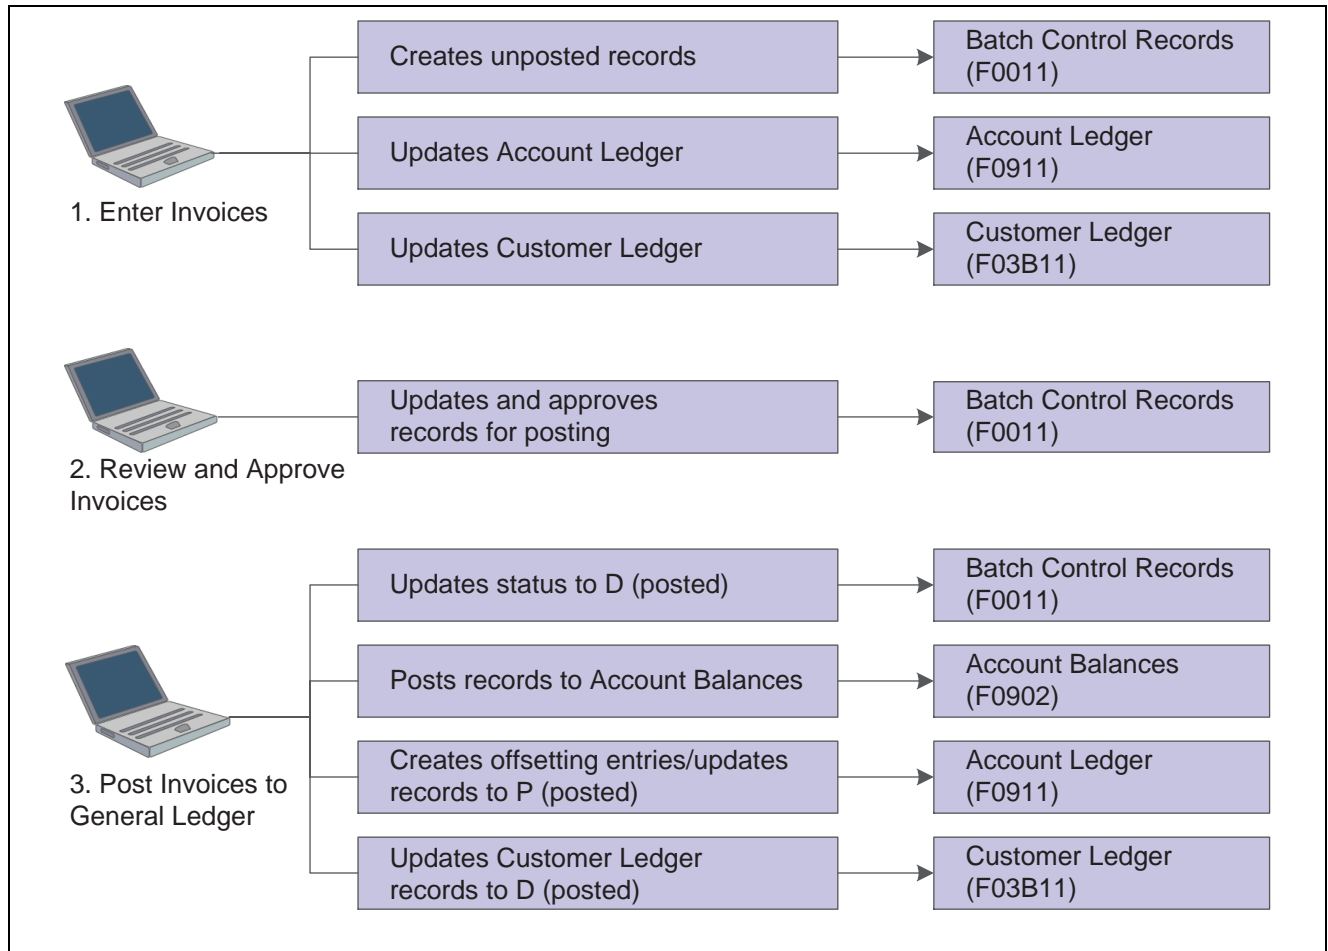 Creates unposted records
Batch Control Records
(F0011)
Updates Account Ledger
Account Ledger
(F0911)
1. Enter Invoices
Updates Customer Ledger
Customer Ledger
(F03B11)
Updates and approves
records for posting
Batch Control Records
(F0011)
2. Review and Approve
Invoices
Updates status to D (posted)
Batch Control Records
(F0011)
Posts records to Account Balances
Account Balances
(F0902)
3. Post Invoices to
General Ledger
Creates offsetting entries/updates
records to P (posted)
Account Ledger
(F0911)
Updates Customer Ledger
records to D (posted)
Customer Ledger
(F03B11)